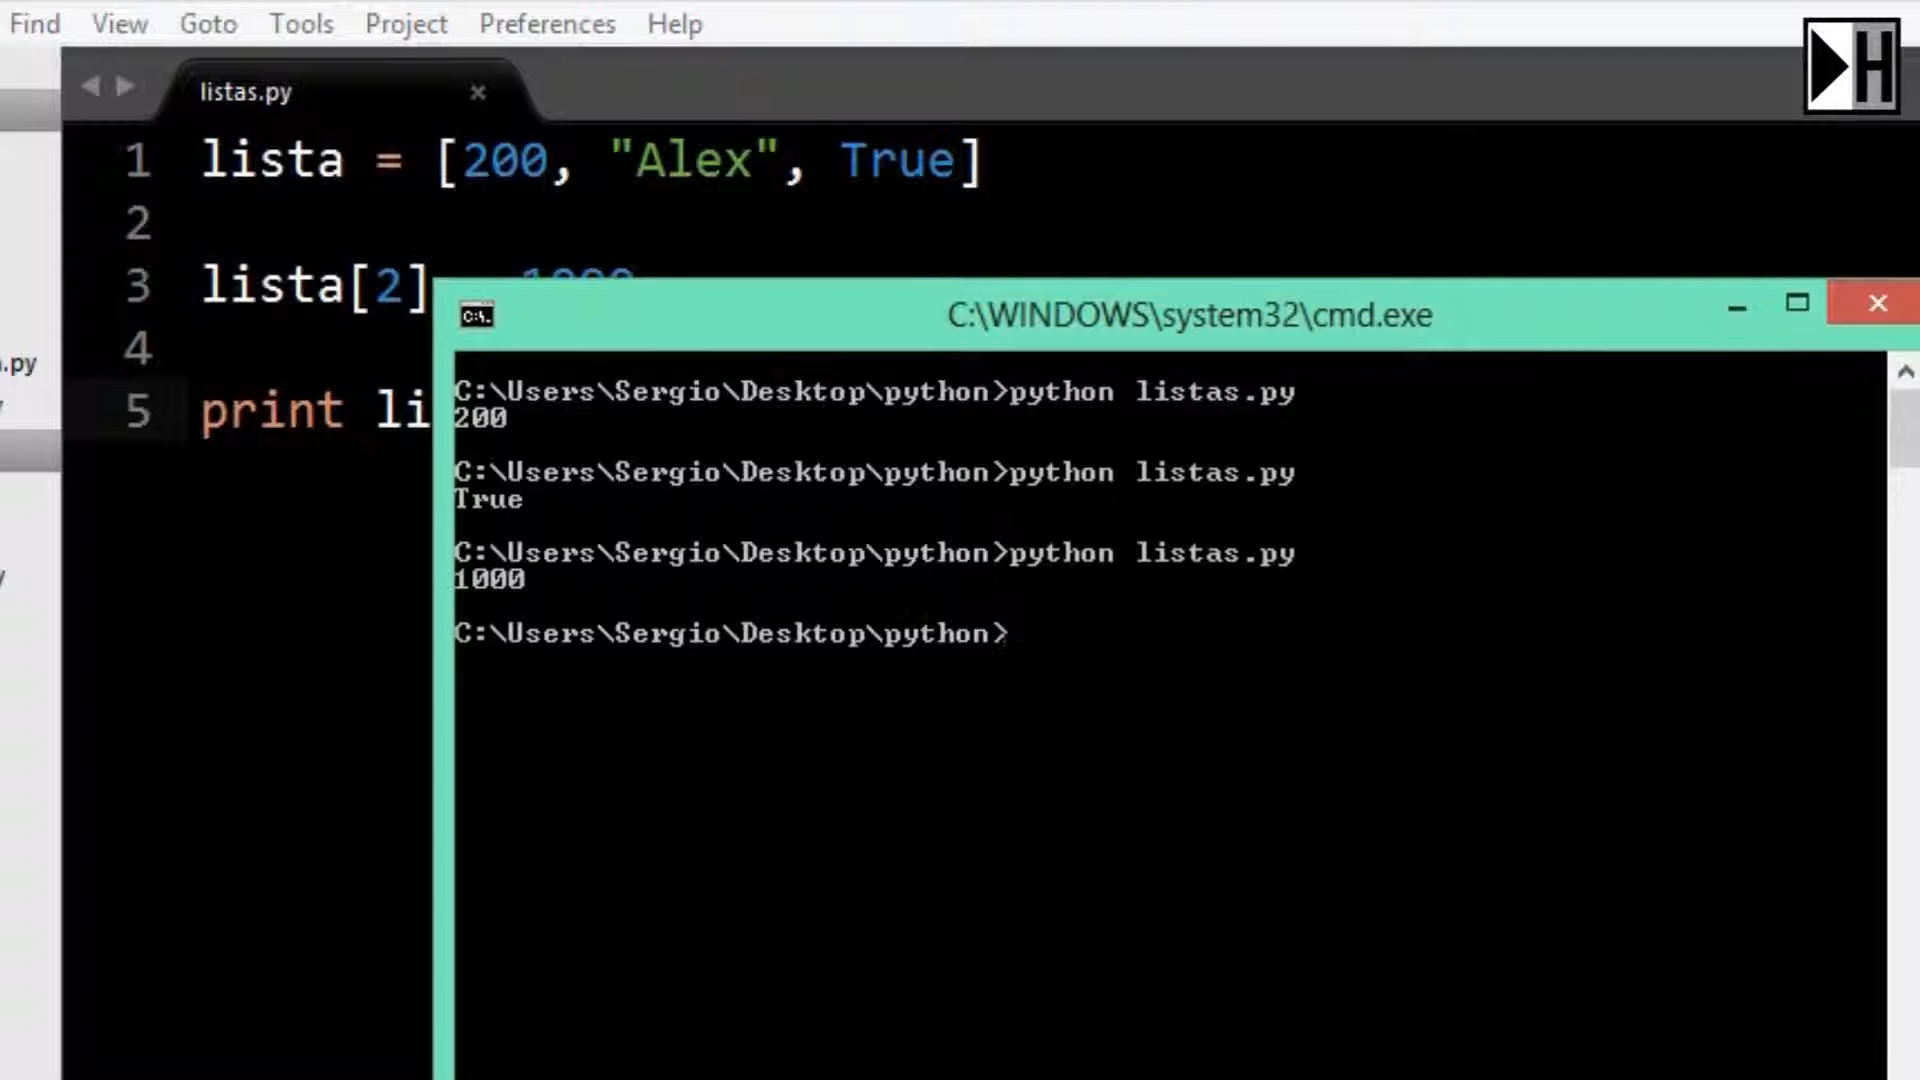 Find View Goto Tools Project Preferences Help
H
listas.py ×
1 lista = [200, "Alex", True]
2
3 lista[2] 1000
4
5 print li
.py
C:\WINDOWS\system32\cmd.exe
C:\Users\Sergio\Desktop\python>python listas.py
200
C:\Users\Sergio\Desktop\python>python listas.py
True
C:\Users\Sergio\Desktop\python>python listas.py
1000
C:\Users\Sergio\Desktop\python>